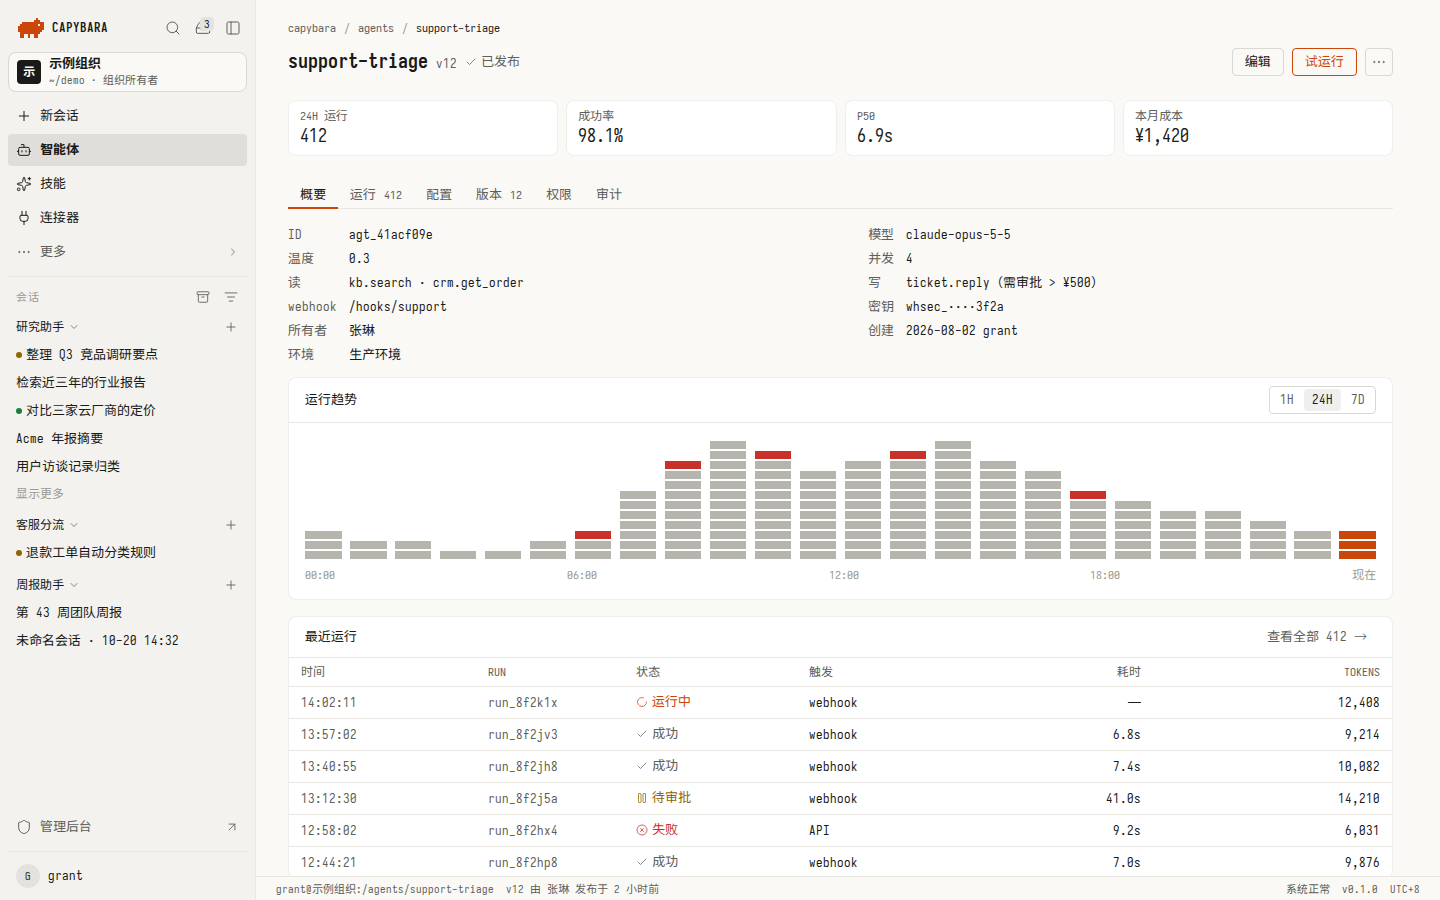 CAPYBARA
3
示
示例组织
~/demo · 组织所有者
新会话
智能体
技能
连接器
更多
会话
研究助手
整理 Q3 竞品调研要点
检索近三年的行业报告
对比三家云厂商的定价
Acme 年报摘要
用户访谈记录归类
显示更多
客服分流
退款工单自动分类规则
周报助手
第 43 周团队周报
未命名会话 · 10-20 14:32
管理后台
G grant
capybara / agents / support-triage
support-triage v12 已发布
编辑 试运行 ···
24H 运行
412
成功率
98.1%
P50
6.9s
本月成本
¥1,420
概要 运行 412 配置 版本 12 权限 审计
ID agt_41acf09e
模型 claude-opus-5-5
温度 0.3
并发 4
读 kb.search · crm.get_order
写 ticket.reply (需审批 > ¥500)
webhook /hooks/support
密钥 whsec_····3f2a
所有者 张琳
创建 2026-08-02 grant
环境 生产环境
运行趋势
1H 24H 7D
00:00 06:00 12:00 18:00 现在
最近运行
查看全部 412 →
时间 RUN 状态 触发 耗时 TOKENS
14:02:11 run_8f2k1x 运行中 webhook — 12,408
13:57:02 run_8f2jv3 成功 webhook 6.8s 9,214
13:40:55 run_8f2jh8 成功 webhook 7.4s 10,082
13:12:30 run_8f2j5a 待审批 webhook 41.0s 14,210
12:58:02 run_8f2hx4 失败 API 9.2s 6,031
12:44:21 run_8f2hp8 成功 webhook 7.0s 9,876
grant@示例组织:/agents/support-triage v12 由 张琳 发布于 2 小时前
系统正常 v0.1.0 UTC+8